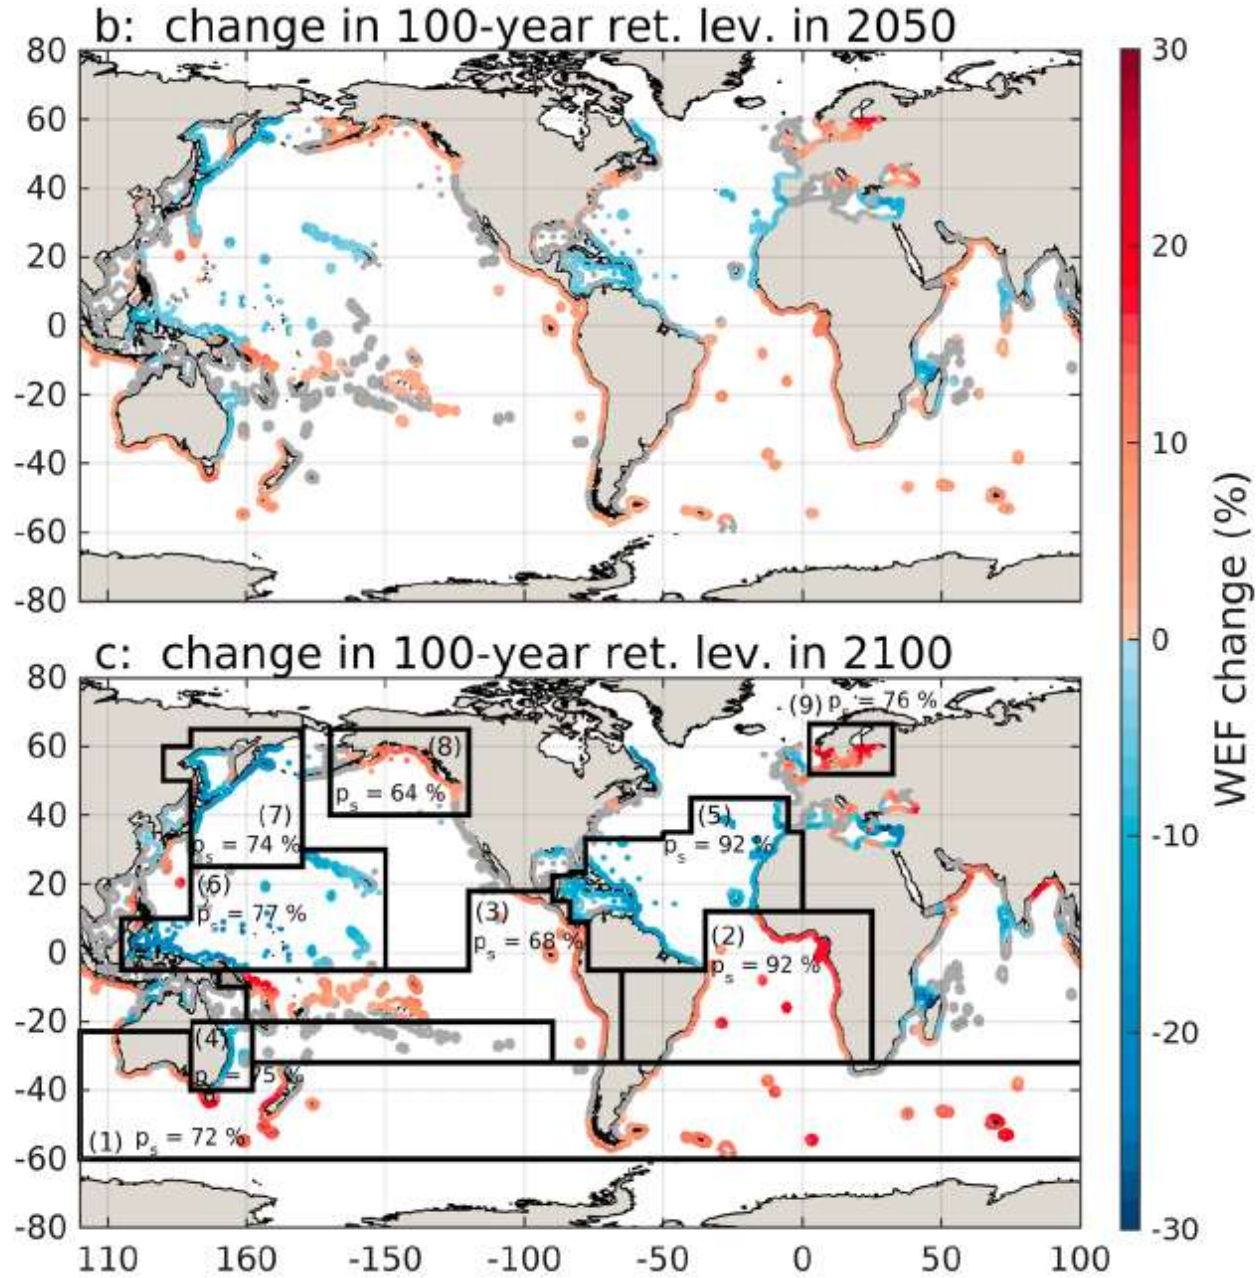 b: change in 100-year ret. lev. in 2050
80
60
40
20
0
-20
-40
-60
-80
c: change in 100-year ret. lev. in 2100
80
60
40
20
0
-20
-40
-60
-80
110 160 -150 -100 -50 0 50 100
(9) ps = 76 %
(8)
ps = 64 %
(7)
ps = 74 %
(5)
ps = 92 %
(6)
ps = 77 %
(3)
ps = 68 %
(2)
ps = 92 %
(4)
ps = 75 %
(1) ps = 72 %
30
20
10
0
-10
-20
-30
WEF change (%)